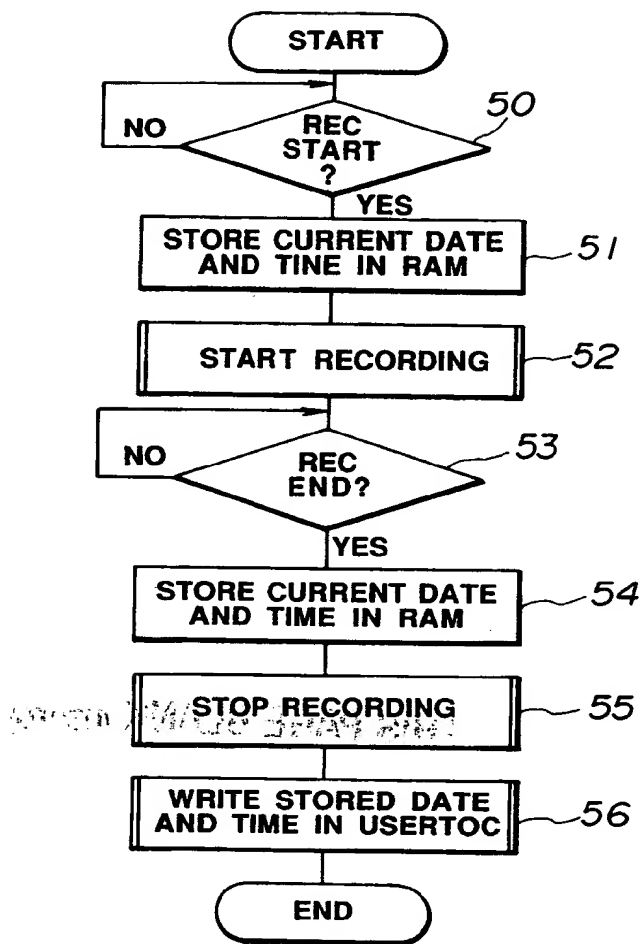 START
REC
START
?
50
NO
YES
STORE CURRENT DATE
AND TINE IN RAM
51
START RECORDING
52
REC
END?
53
NO
YES
STORE CURRENT DATE
AND TIME IN RAM
54
STOP RECORDING
55
WRITE STORED DATE
AND TIME IN USERTOC
56
END